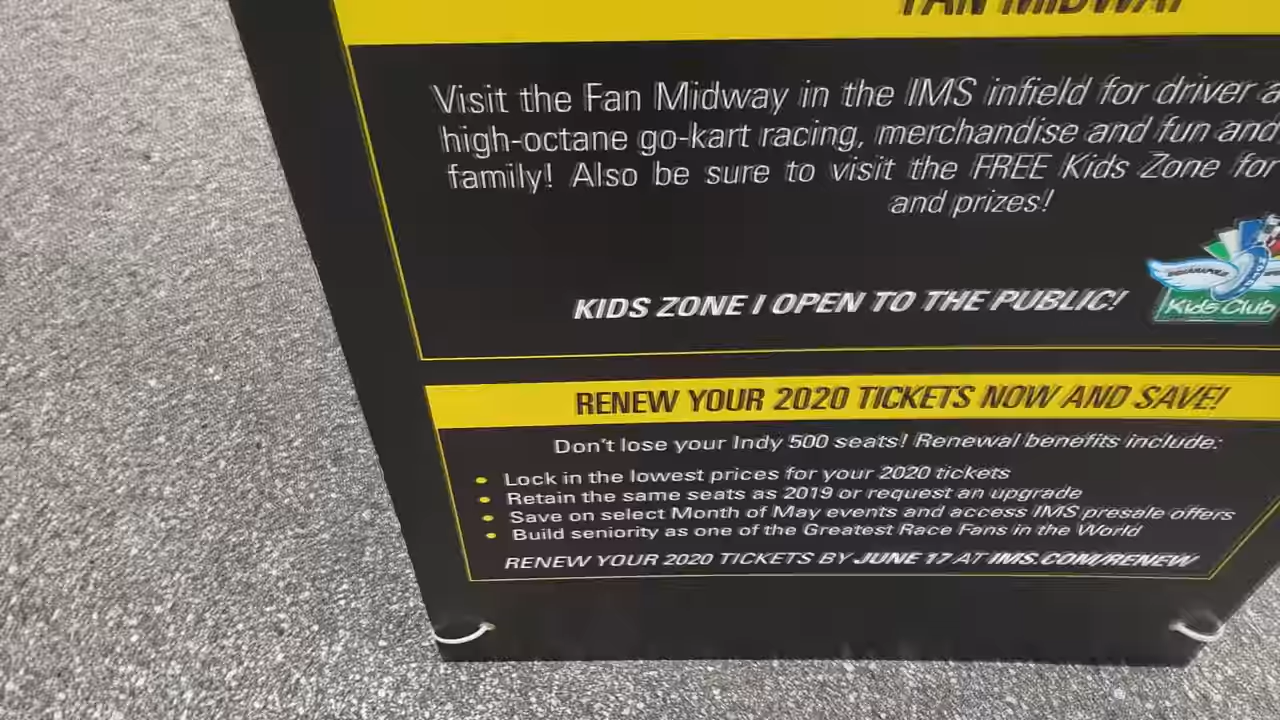 FAN MIDWAY
Visit the Fan Midway in the IMS infield for driver
high-octane go-kart racing, merchandise and fun and
family! Also be sure to visit the FREE Kids Zone for
and prizes!
INDIANAPOLIS
Kids Club
KIDS ZONE I OPEN TO THE PUBLIC!
RENEW YOUR 2020 TICKETS NOW AND SAVE!
Don't lose your Indy 500 seats! Renewal benefits include:
• Lock in the lowest prices for your 2020 tickets
• Retain the same seats as 2019 or request an upgrade
• Save on select Month of May events and access IMS presale offers
• Build seniority as one of the Greatest Race Fans in the World
RENEW YOUR 2020 TICKETS BY JUNE 17 AT IMS.COM/RENEW